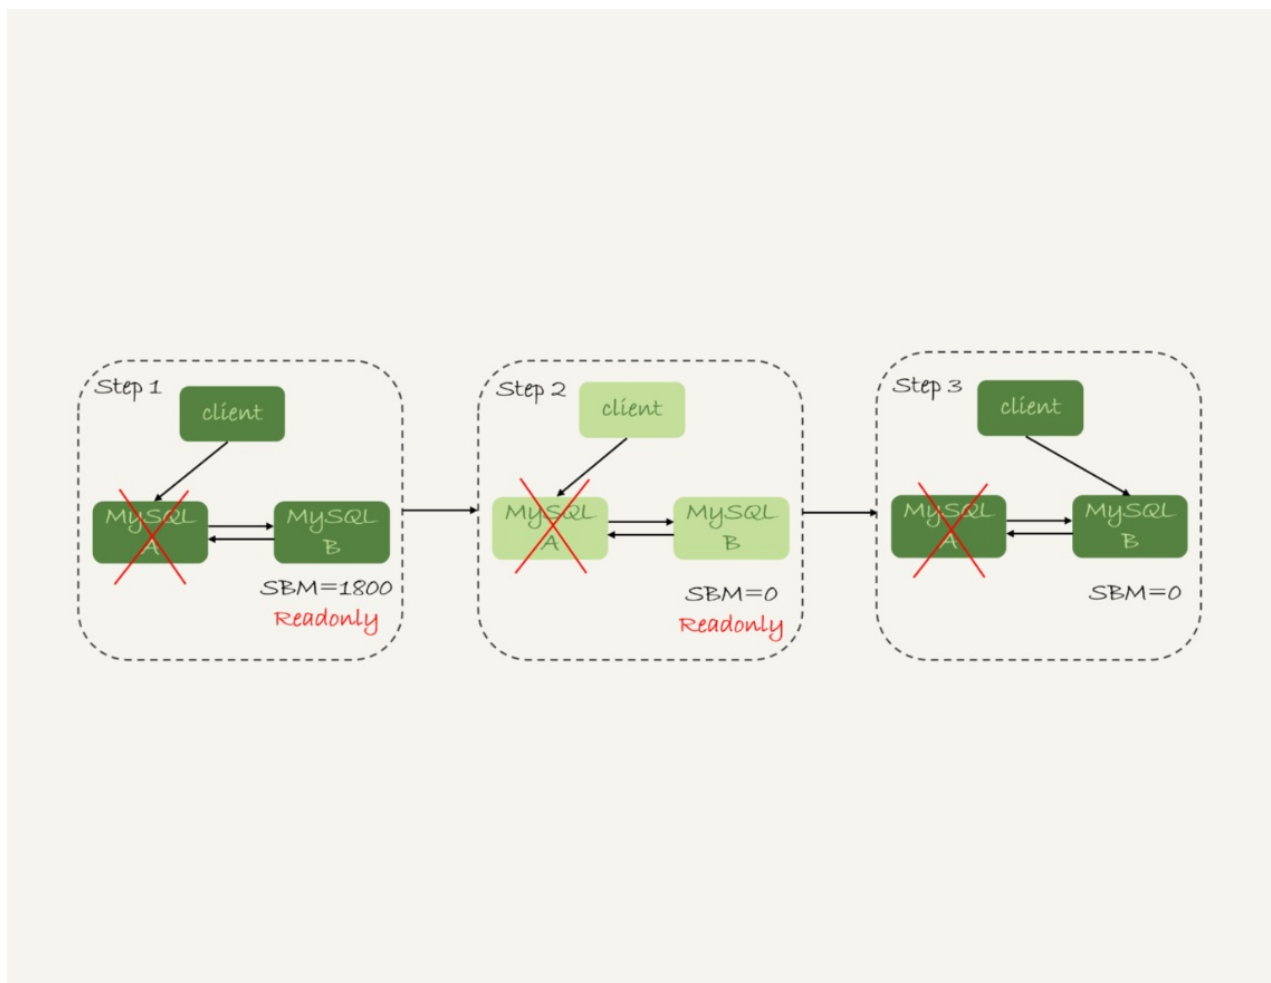 Step 1
client
MySQL
A
MySQL
B
SBM=1800
Readonly
Step 2
client
MySQL
A
MySQL
B
SBM=0
Readonly
Step 3
client
MySQL
A
MySQL
B
SBM=0